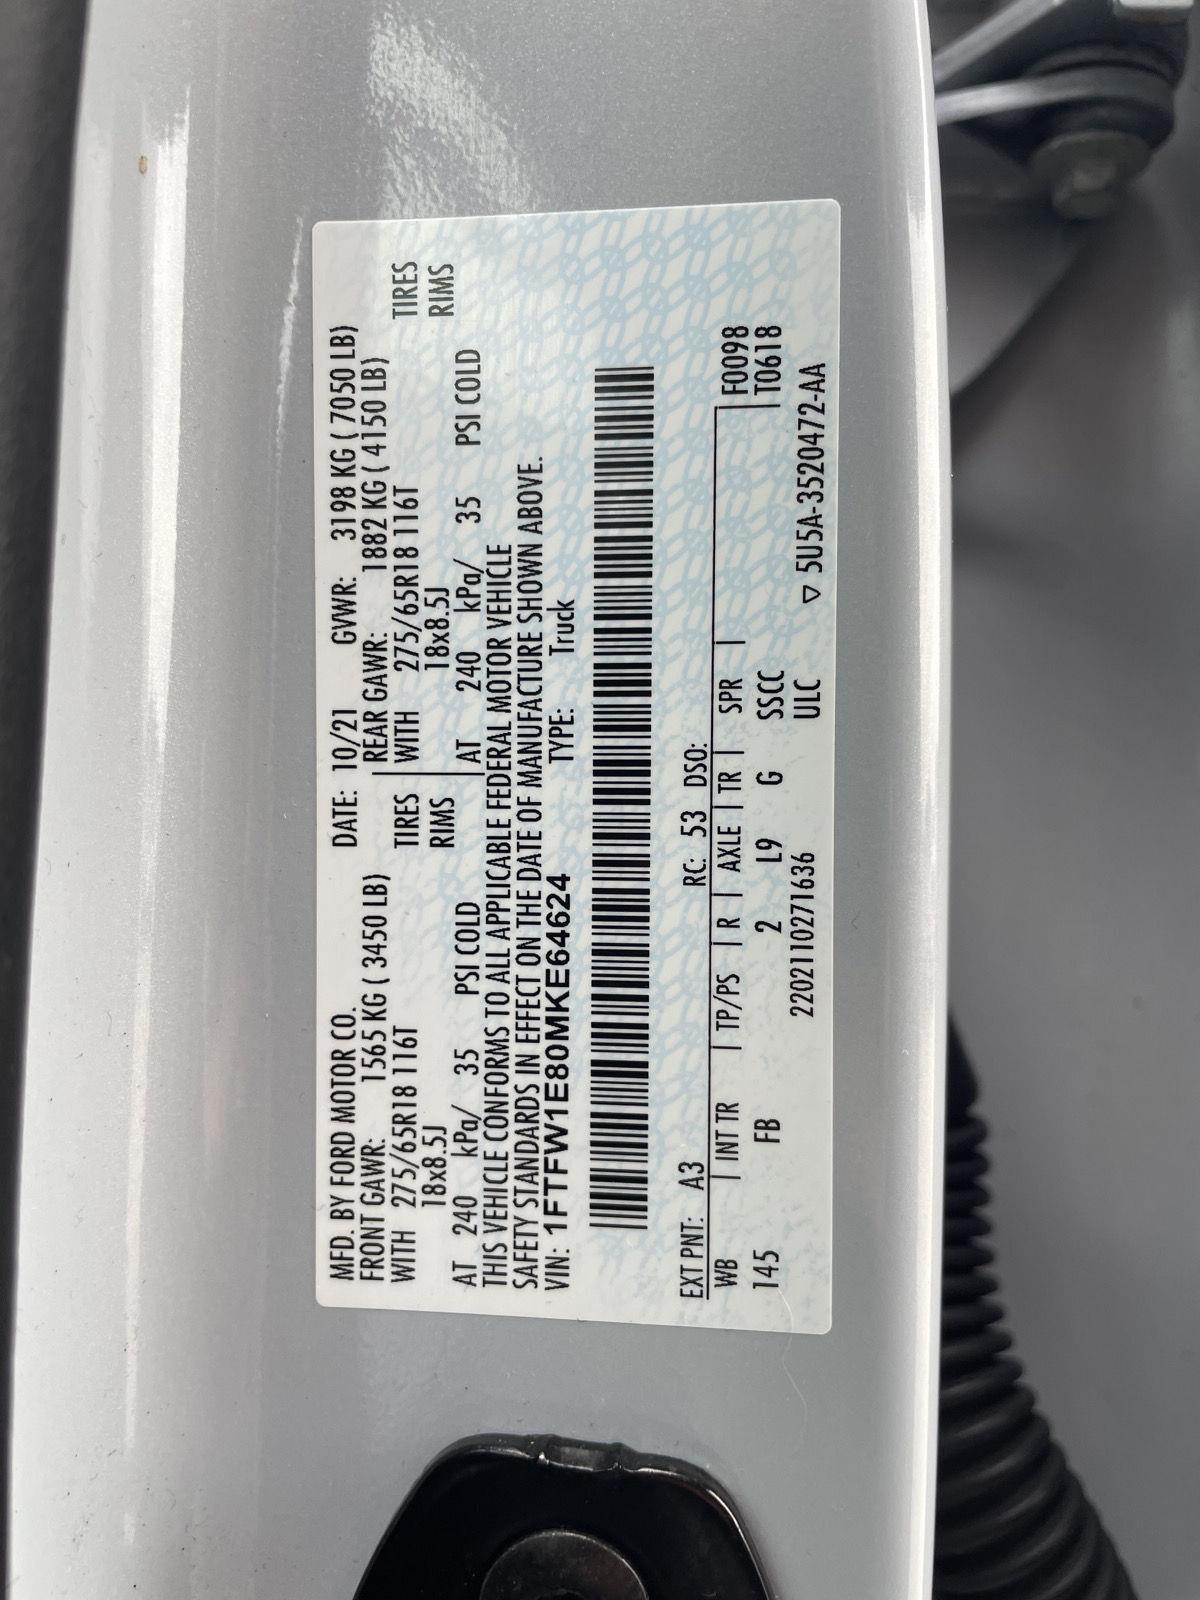 MFD. BY FORD MOTOR CO. DATE: 10/21 GVWR: 3198 KG ( 7050 LB)
FRONT GAWR: 1565 KG ( 3450 LB) REAR GAWR: 1882 KG ( 4150 LB)
WITH 275/65R18 116T TIRES WITH 275/65R18 116T TIRES
18x8.5J RIMS 18x8.5J RIMS
AT 240 kPa/ 35 PSI COLD AT 240 kPa/ 35 PSI COLD
THIS VEHICLE CONFORMS TO ALL APPLICABLE FEDERAL MOTOR VEHICLE
SAFETY STANDARDS IN EFFECT ON THE DATE OF MANUFACTURE SHOWN ABOVE.
VIN: 1FTFW1E80MKE64624 TYPE: Truck
EXT PNT: A3 RC: 53 DSO:
WB | INT TR | TP/PS | R | AXLE | TR | SPR | F0098
145 FB 2 L9 G SSCC T0618
2202110271636 ULC ▽ 5U5A-3520472-AA